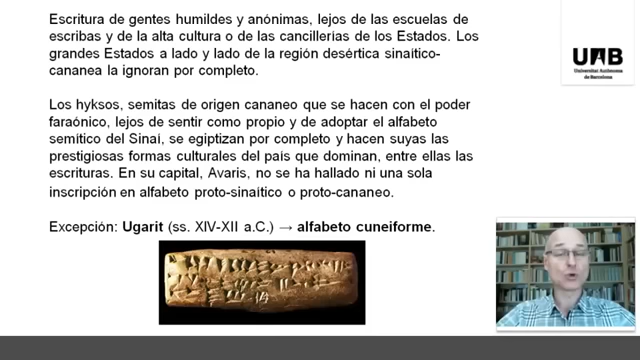 Escritura de gentes humildes y anónimas, lejos de las escuelas de
escribas y de la alta cultura o de las cancillerías de los Estados. Los
grandes Estados a lado y lado de la región desértica sinaítico-
cananea la ignoran por completo.
Los hyksos, semitas de origen cananeo que se hacen con el poder
faraónico, lejos de sentir como propio y de adoptar el alfabeto
semítico del Sinaí, se egiptizan por completo y hacen suyas las
prestigiosas formas culturales del país que dominan, entre ellas las
escrituras. En su capital, Avaris, no se ha hallado ni una sola
inscripción en alfabeto proto-sinaítico o proto-cananeo.
Excepción: Ugarit (ss. XIV-XII a.C.) → alfabeto cuneiforme.
UAB
Universitat Autònoma
de Barcelona